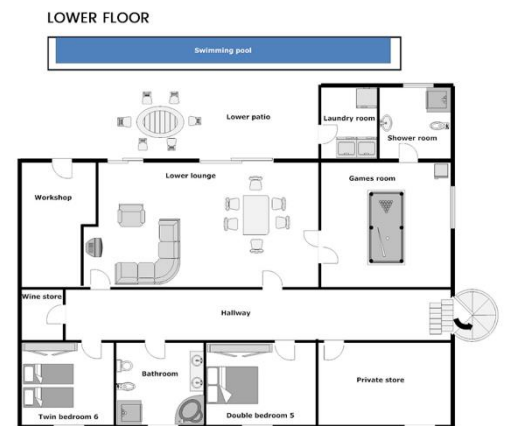 LOWER FLOOR
Swimming pool
Lower patio
Laundry room
Shower room
Workshop
Lower lounge
Games room
Wine store
Hallway
Bathroom
Private store
Twin bedroom 6
Double bedroom 5